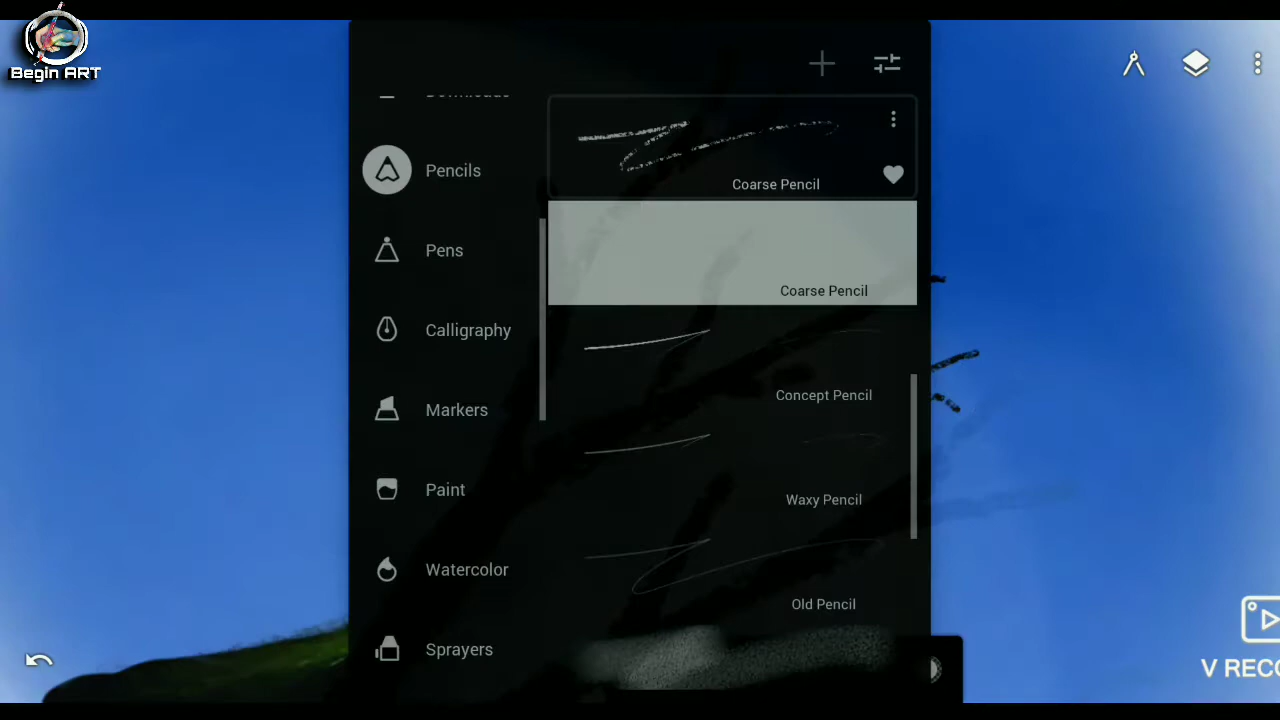 Begin ART
Downloads
Pencils
Pens
Calligraphy
Markers
Paint
Watercolor
Sprayers
Coarse Pencil
Coarse Pencil
Concept Pencil
Waxy Pencil
Old Pencil
V RECO